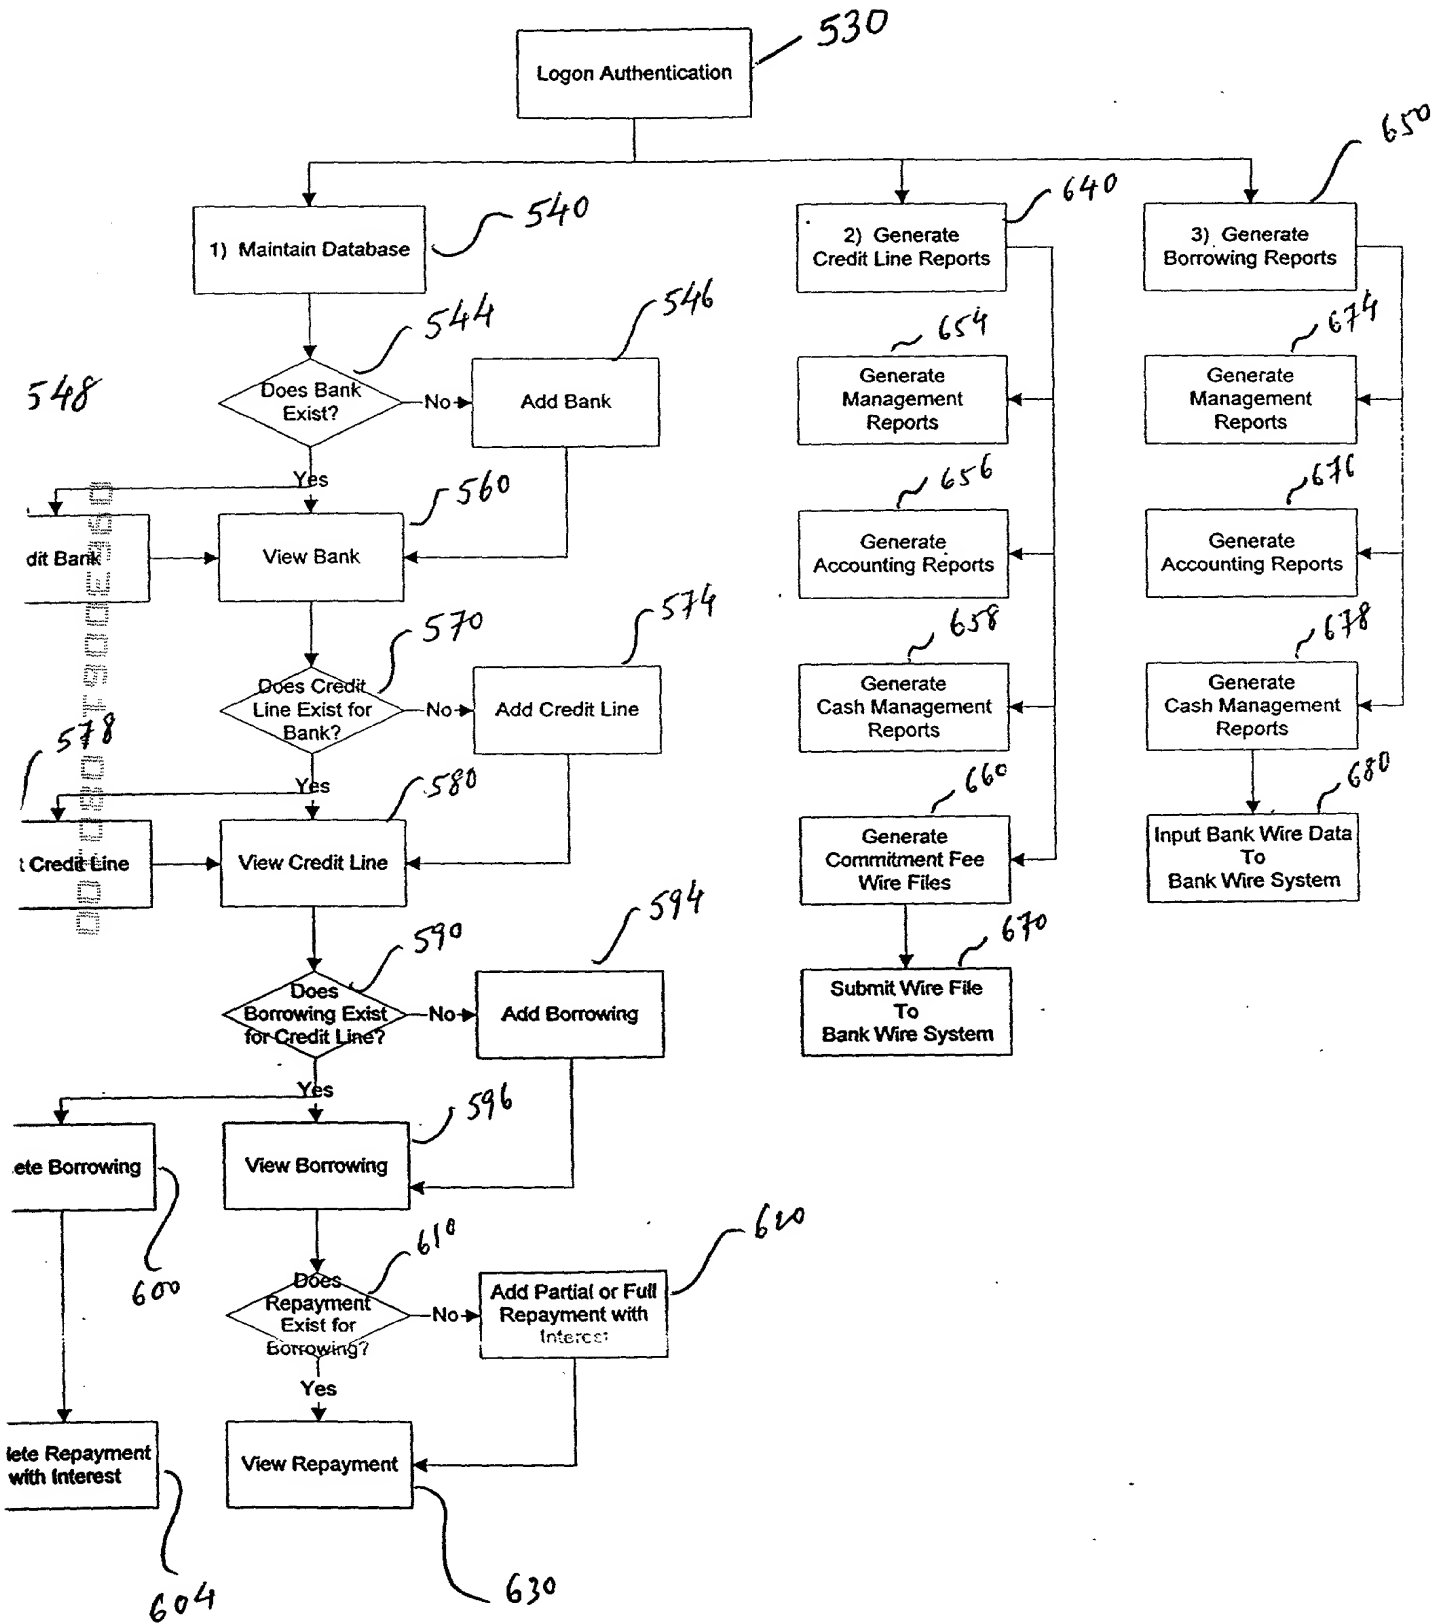 530
Logon Authentication
650
640
540
1) Maintain Database
2) Generate
Credit Line Reports
3) Generate
Borrowing Reports
546
544
654
674
548
Does Bank
Exist?
No
Add Bank
Generate
Management
Reports
Generate
Management
Reports
Yes
560
656
676
dit Bank
View Bank
Generate
Accounting Reports
Generate
Accounting Reports
574
570
658
678
Does Credit
Line Exist for
Bank?
No
Add Credit Line
Generate
Cash Management
Reports
Generate
Cash Management
Reports
578
Yes
580
660
680
Credit Line
View Credit Line
Generate
Commitment Fee
Wire Files
Input Bank Wire Data
To
Bank Wire System
594
590
670
Does
Borrowing Exist
for Credit Line?
No
Add Borrowing
Submit Wire File
To
Bank Wire System
Yes
596
ete Borrowing
View Borrowing
600
610
620
Does
Repayment
Exist for
Borrowing?
No
Add Partial or Full
Repayment with
Interest
Yes
lete Repayment
with Interest
View Repayment
604
630